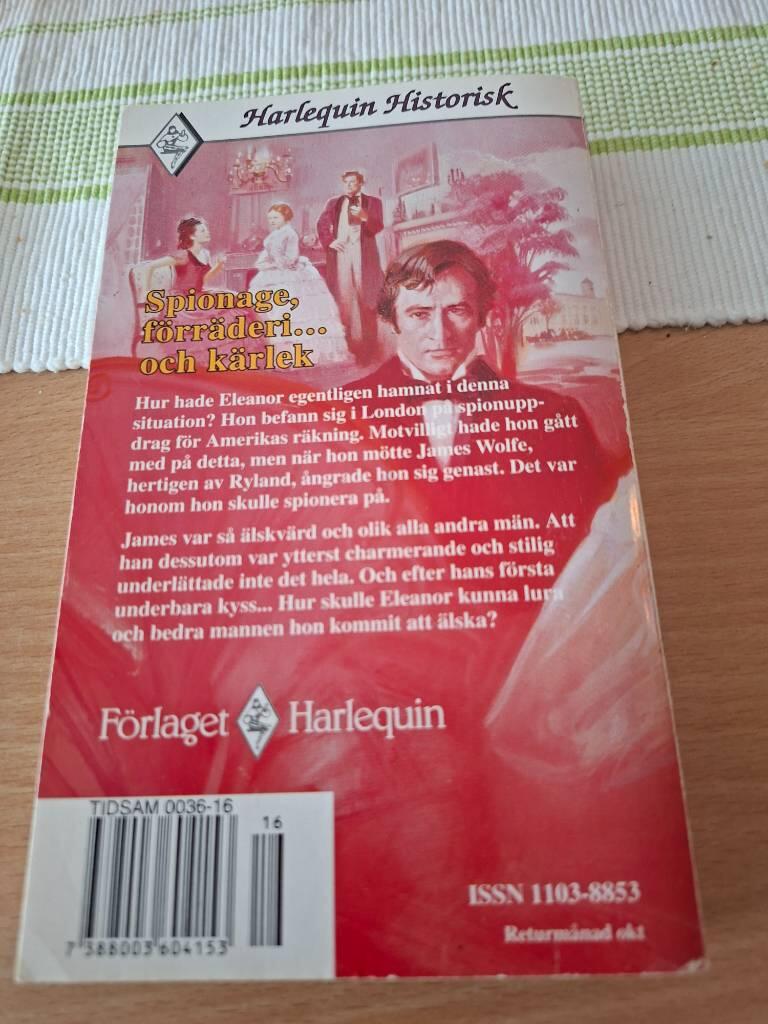 Harlequin Historisk
Spionage,
förräderi...
och kärlek
Hur hade Eleanor egentligen hamnat i denna
situation? Hon befann sig i London på spionupp-
drag för Amerikas räkning. Motvilligt hade hon gått
med på detta, men när hon mötte James Wolfe,
hertigen av Ryland, ångrade hon sig genast. Det var
honom hon skulle spionera på.
James var så älskvärd och olik alla andra män. Att
han dessutom var ytterst charmerande och stilig
underlättade inte det hela. Och efter hans första
underbara kyss... Hur skulle Eleanor kunna lura
och bedra mannen hon kommit att älska?
Förlaget Harlequin
TIDSAM 0036-16
16
7 388003 604153
ISSN 1103-8853
Returmånad okt